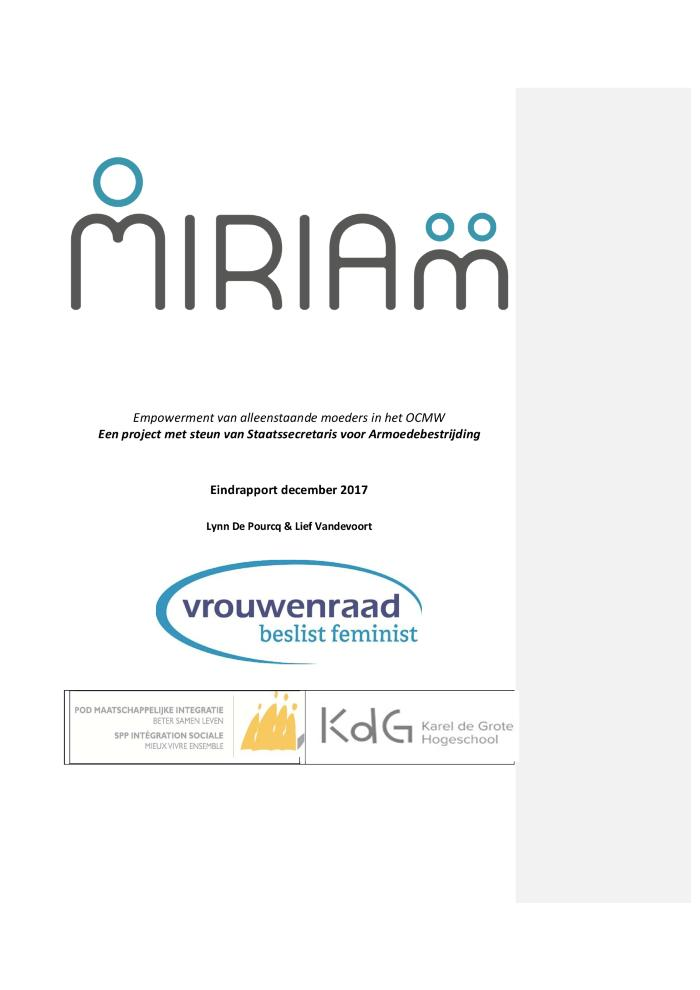 MIRIAm
Empowerment van alleenstaande moeders in het OCMW
Een project met steun van Staatssecretaris voor Armoedebestrijding
Eindrapport december 2017
Lynn De Pourcq & Lief Vandevoort
vrouwenraad
beslist feminist
POD MAATSCHAPPELIJKE INTEGRATIE
BETER SAMEN LEVEN
SPP INTÉGRATION SOCIALE
MIEUX VIVRE ENSEMBLE
KdG Karel de Grote
Hogeschool